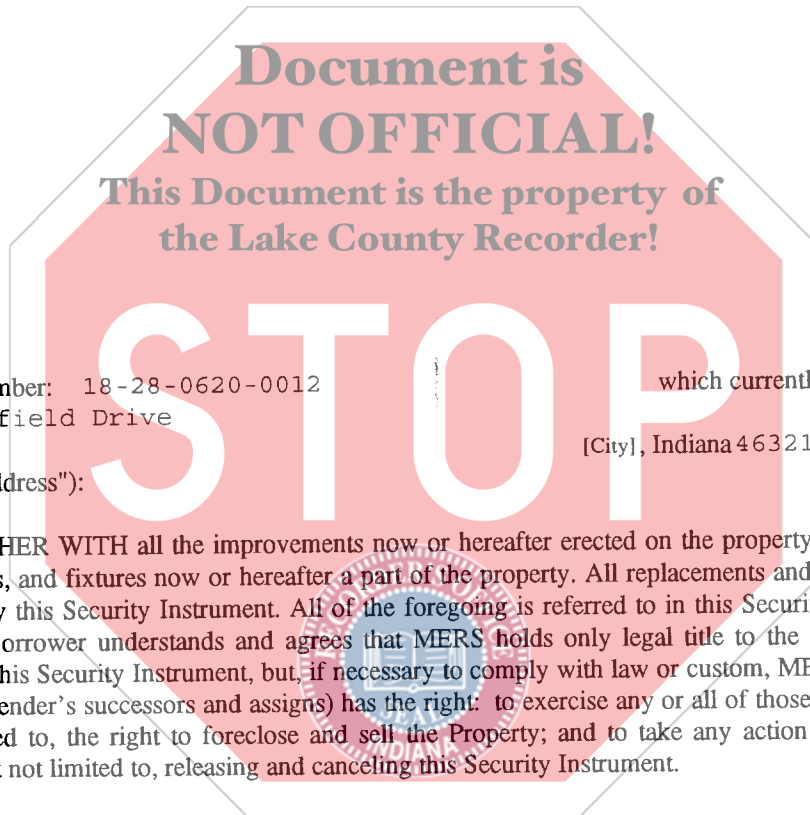 Document is
NOT OFFICIAL!
This Document is the property of
the Lake County Recorder!
STOP
mber: 18-28-0620-0012 which currentl
field Drive
[City], Indiana 46321
ddress"):
HER WITH all the improvements now or hereafter erected on the property
s, and fixtures now or hereafter a part of the property. All replacements and
y this Security Instrument. All of the foregoing is referred to in this Securi
orrower understands and agrees that MERS holds only legal title to the
his Security Instrument, but, if necessary to comply with law or custom, ME
ender's successors and assigns) has the right: to exercise any or all of those
ed to, the right to foreclose and sell the Property; and to take any action
t not limited to, releasing and canceling this Security Instrument.
SEAL
INDIANA